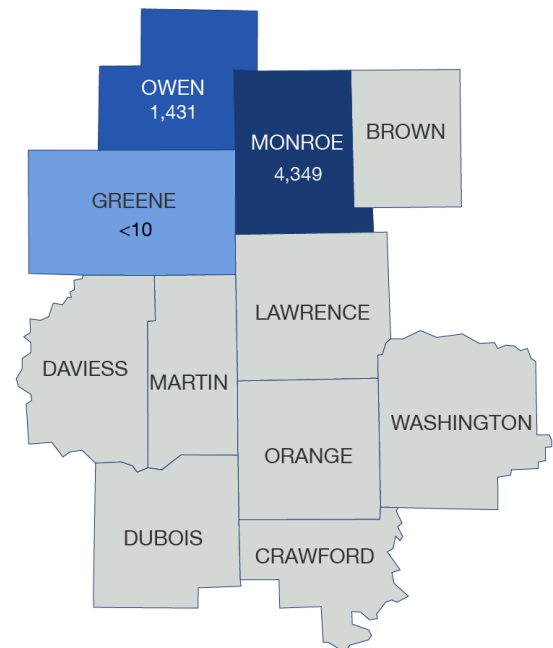 OWEN
1,431
MONROE
4,349
BROWN
GREENE
<10
LAWRENCE
DAVIESS
MARTIN
WASHINGTON
ORANGE
DUBOIS
CRAWFORD